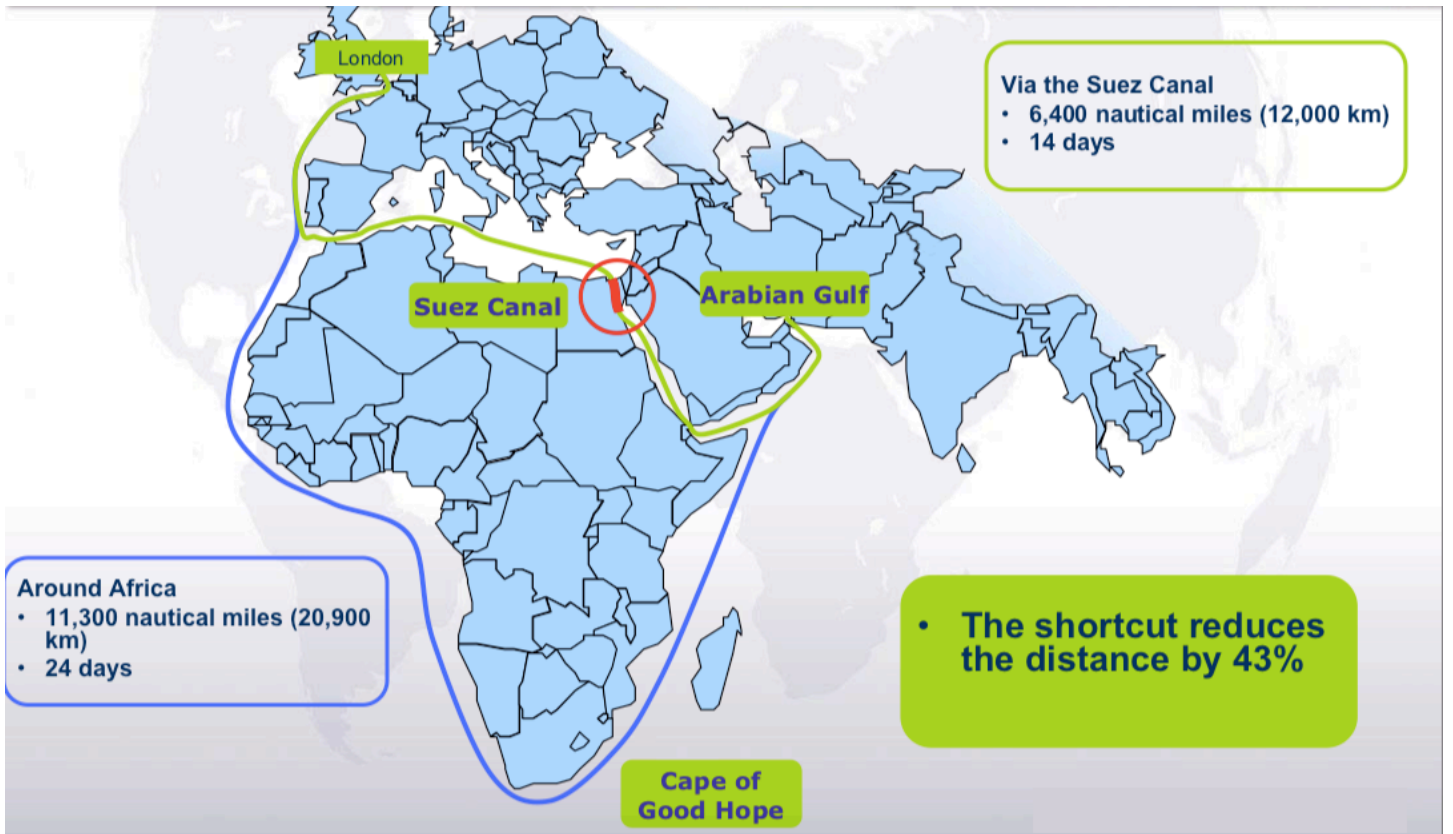 London
Via the Suez Canal
• 6,400 nautical miles (12,000 km)
• 14 days
Suez Canal
Arabian Gulf
Around Africa
• 11,300 nautical miles (20,900
km)
• 24 days
• The shortcut reduces
the distance by 43%
Cape of
Good Hope